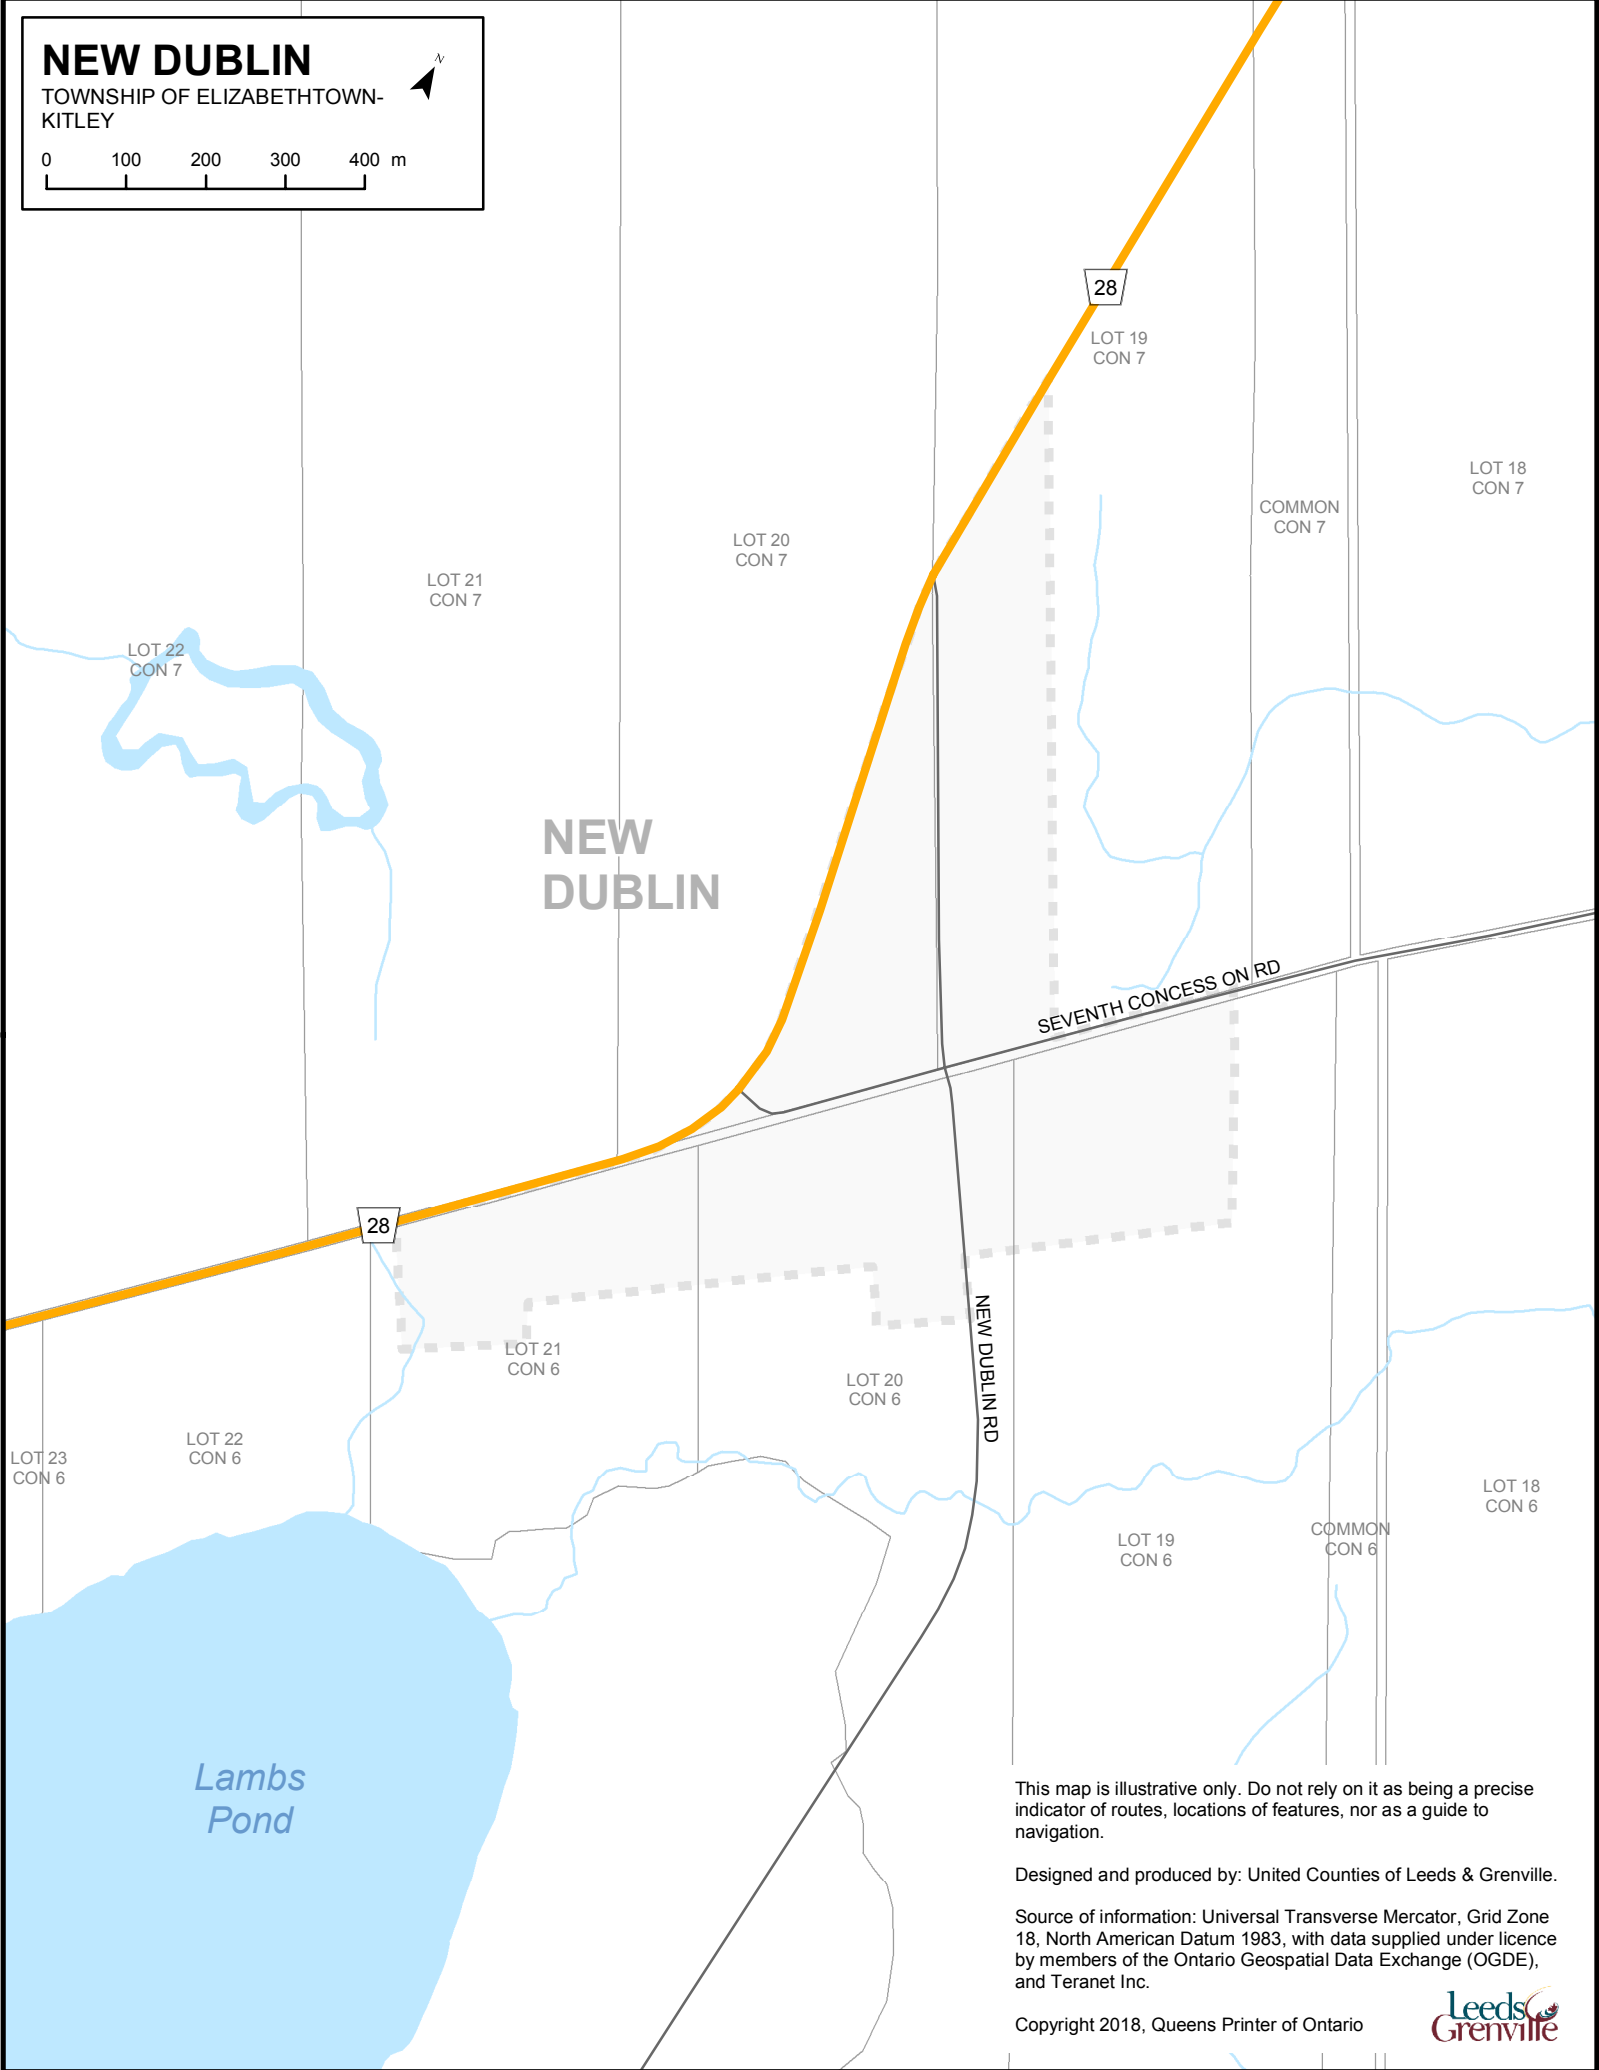 NEW DUBLIN
N
TOWNSHIP OF ELIZABETHTOWN-
KITLEY
0 100 200 300 400 m
28
LOT 19
CON 7
LOT 18
CON 7
COMMON
CON 7
LOT 20
CON 7
LOT 21
CON 7
LOT 22
CON 7
NEW
DUBLIN
SEVENTH CONCESS ON RD
28
NEW DUBLIN RD
LOT 21
CON 6
LOT 20
CON 6
LOT 22
CON 6
LOT 23
CON 6
LOT 18
CON 6
COMMON
CON 6
LOT 19
CON 6
Lambs
Pond
This map is illustrative only. Do not rely on it as being a precise
indicator of routes, locations of features, nor as a guide to
navigation.
Designed and produced by: United Counties of Leeds & Grenville.
Source of information: Universal Transverse Mercator, Grid Zone
18, North American Datum 1983, with data supplied under licence
by members of the Ontario Geospatial Data Exchange (OGDE),
and Teranet Inc.
Copyright 2018, Queens Printer of Ontario
Leeds
Grenville